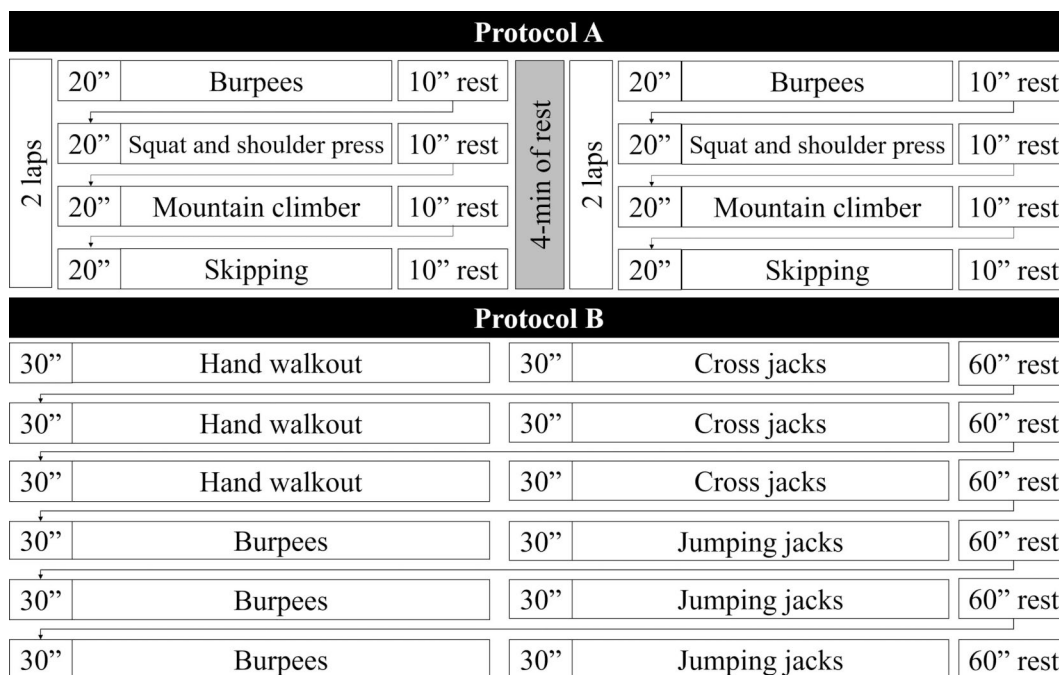 Protocol A
2 laps
20” Burpees 10” rest
20” Squat and shoulder press 10” rest
20” Mountain climber 10” rest
20” Skipping 10” rest
4-min of rest
2 laps
20” Burpees 10” rest
20” Squat and shoulder press 10” rest
20” Mountain climber 10” rest
20” Skipping 10” rest
Protocol B
30” Hand walkout 30” Cross jacks 60” rest
30” Hand walkout 30” Cross jacks 60” rest
30” Hand walkout 30” Cross jacks 60” rest
30” Burpees 30” Jumping jacks 60” rest
30” Burpees 30” Jumping jacks 60” rest
30” Burpees 30” Jumping jacks 60” rest